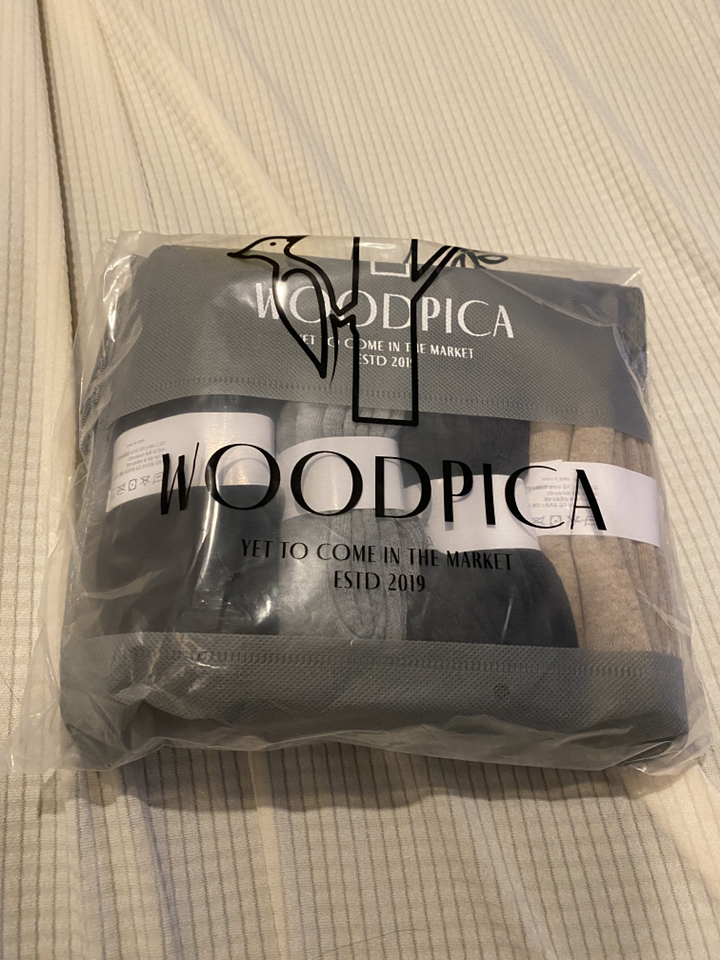 WOODPICA
YET TO COME IN THE MARKET
ESTD 2019
WOODPICA
YET TO COME IN THE MARKET
ESTD 2019